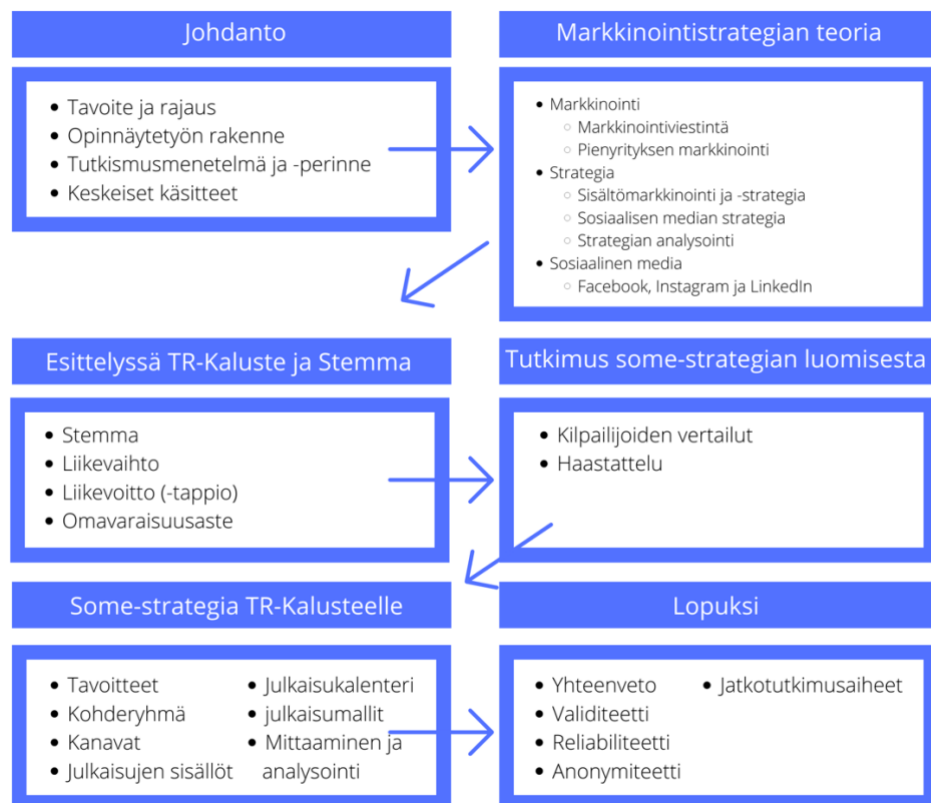 Johdanto
• Tavoite ja rajaus
• Opinnäytetyön rakenne
• Tutkismusmenetelmä ja -perinne
• Keskeiset käsitteet
Markkinointistrategian teoria
• Markkinointi
○ Markkinointiviestintä
○ Pienyrityksen markkinointi
• Strategia
○ Sisältömarkkinointi ja -strategia
○ Sosiaalisen median strategia
○ Strategian analysointi
• Sosiaalinen media
○ Facebook, Instagram ja LinkedIn
Esittelyssä TR-Kaluste ja Stemma
• Stemma
• Liikevaihto
• Liikevoitto (-tappio)
• Omavaraisuusaste
Tutkimus some-strategian luomisesta
• Kilpailijoiden vertailut
• Haastattelu
Some-strategia TR-Kalusteelle
• Tavoitteet
• Kohderyhmä
• Kanavat
• Julkaisujen sisällöt
• Julkaisukalenteri
• julkaisumallit
• Mittaaminen ja
analysointi
Lopuksi
• Yhteenveto
• Validiteetti
• Reliabiliteetti
• Anonymiteetti
• Jatkotutkimusaiheet